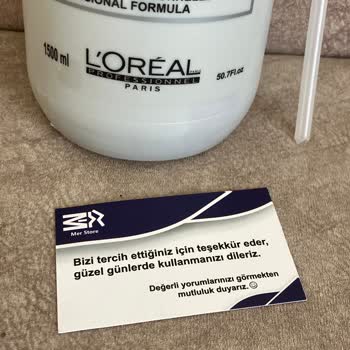 SIONAL FORMULA
1500 ml
L'ORÉAL
PROFESSIONNEL
PARIS
50.7Fl.oz
Mer Store
Bizi tercih ettiğiniz için teşekkür eder,
güzel günlerde kullanmanızı dileriz.
Değerli yorumlarınızı görmekten
mutluluk duyarız.☺